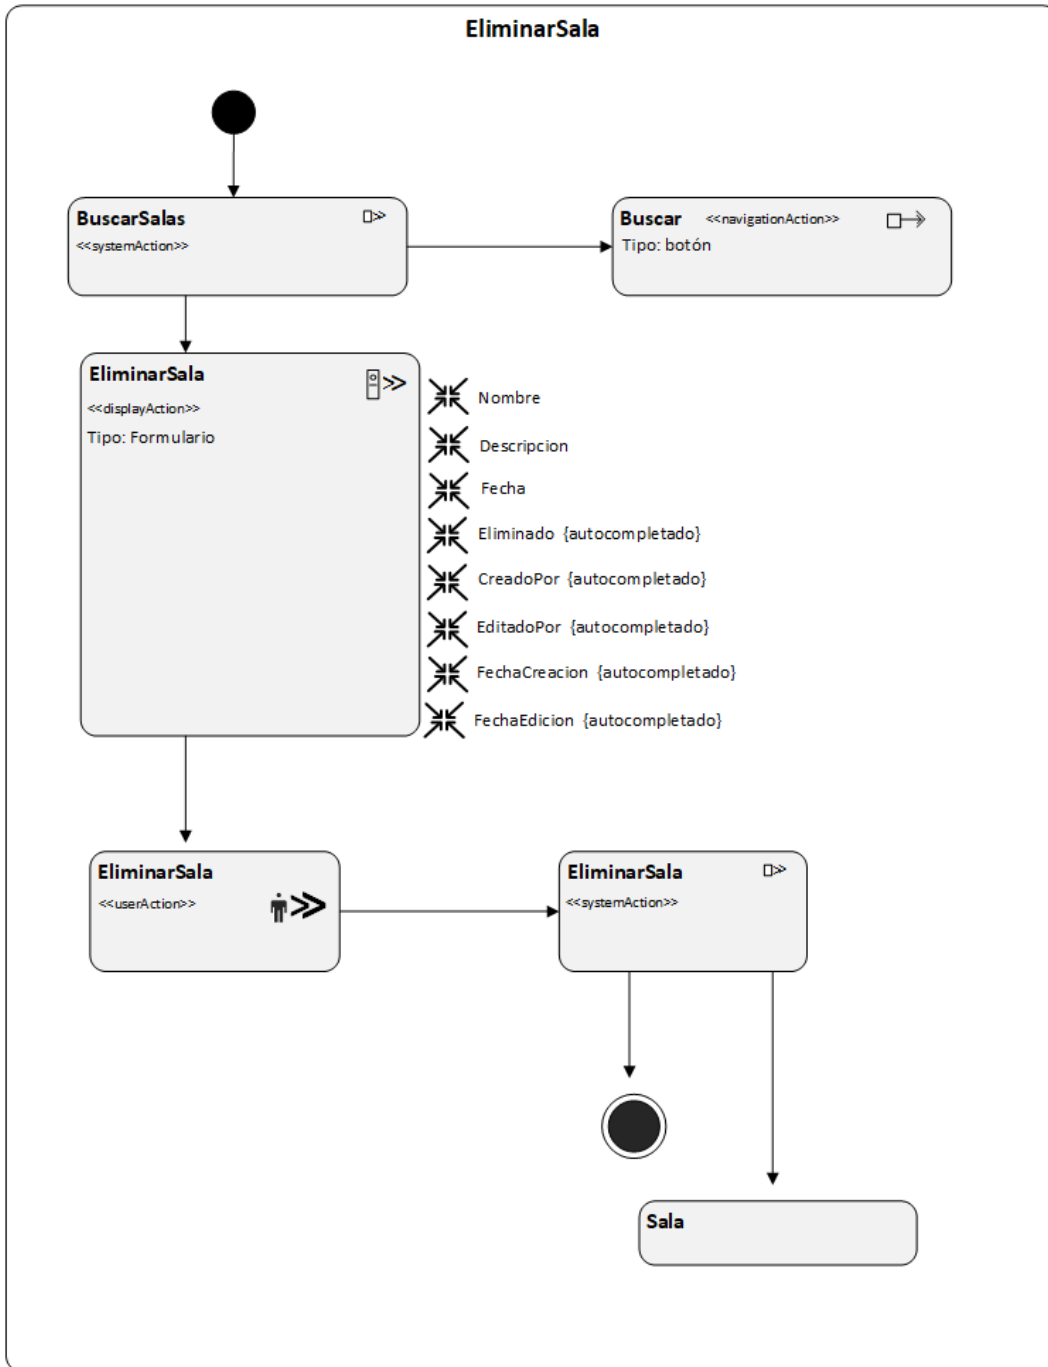 EliminarSala
BuscarSalas
<<systemAction>>
Buscar <<navigationAction>>
Tipo: botón
EliminarSala
<<displayAction>>
Tipo: Formulario
Nombre
Descripcion
Fecha
Eliminado {autocompletado}
CreadoPor {autocompletado}
EditadoPor {autocompletado}
FechaCreacion {autocompletado}
FechaEdicion {autocompletado}
EliminarSala
<<userAction>>
EliminarSala
<<systemAction>>
Sala